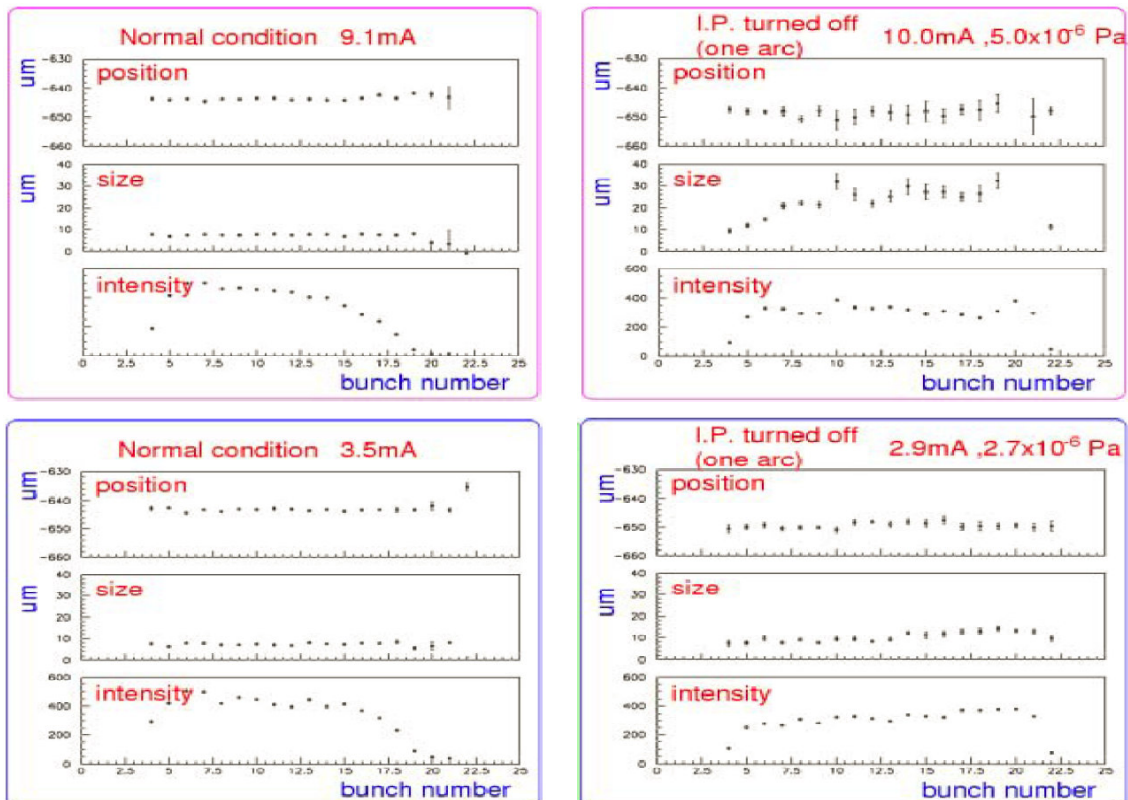 Normal condition 9.1mA
um
-630
position
-640
-650
-660
um
40
size
30
20
10
0
intensity
0 2.5 5 7.5 10 12.5 15 17.5 20 22.5 25
bunch number
I.P. turned off
(one arc)
10.0mA ,5.0x10⁻⁶ Pa
um
-630
position
-640
-650
-660
um
40
size
30
20
10
0
600
intensity
400
200
0
0 2.5 5 7.5 10 12.5 15 17.5 20 22.5 25
bunch number
Normal condition 3.5mA
um
-630
position
-640
-650
-660
um
40
size
30
20
10
0
600
intensity
400
200
0
0 2.5 5 7.5 10 12.5 15 17.5 20 22.5 25
bunch number
I.P. turned off
(one arc)
2.9mA ,2.7x10⁻⁶ Pa
um
-630
position
-640
-650
-660
um
40
size
30
20
10
0
600
intensity
400
200
0
0 2.5 5 7.5 10 12.5 15 17.5 20 22.5 25
bunch number